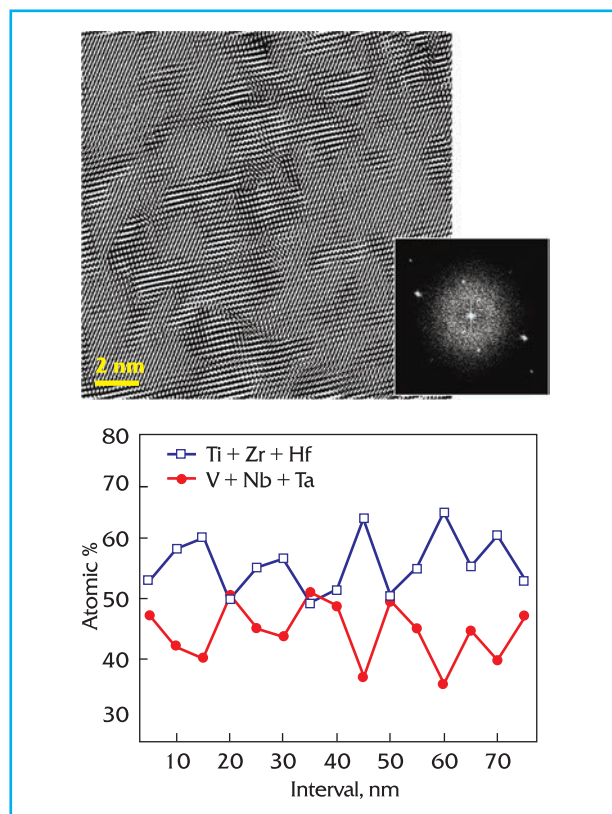 2 nm
80
Ti + Zr + Hf
V + Nb + Ta
70
60
50
40
30
Atomic %
10 20 30 40 50 60 70
Interval, nm